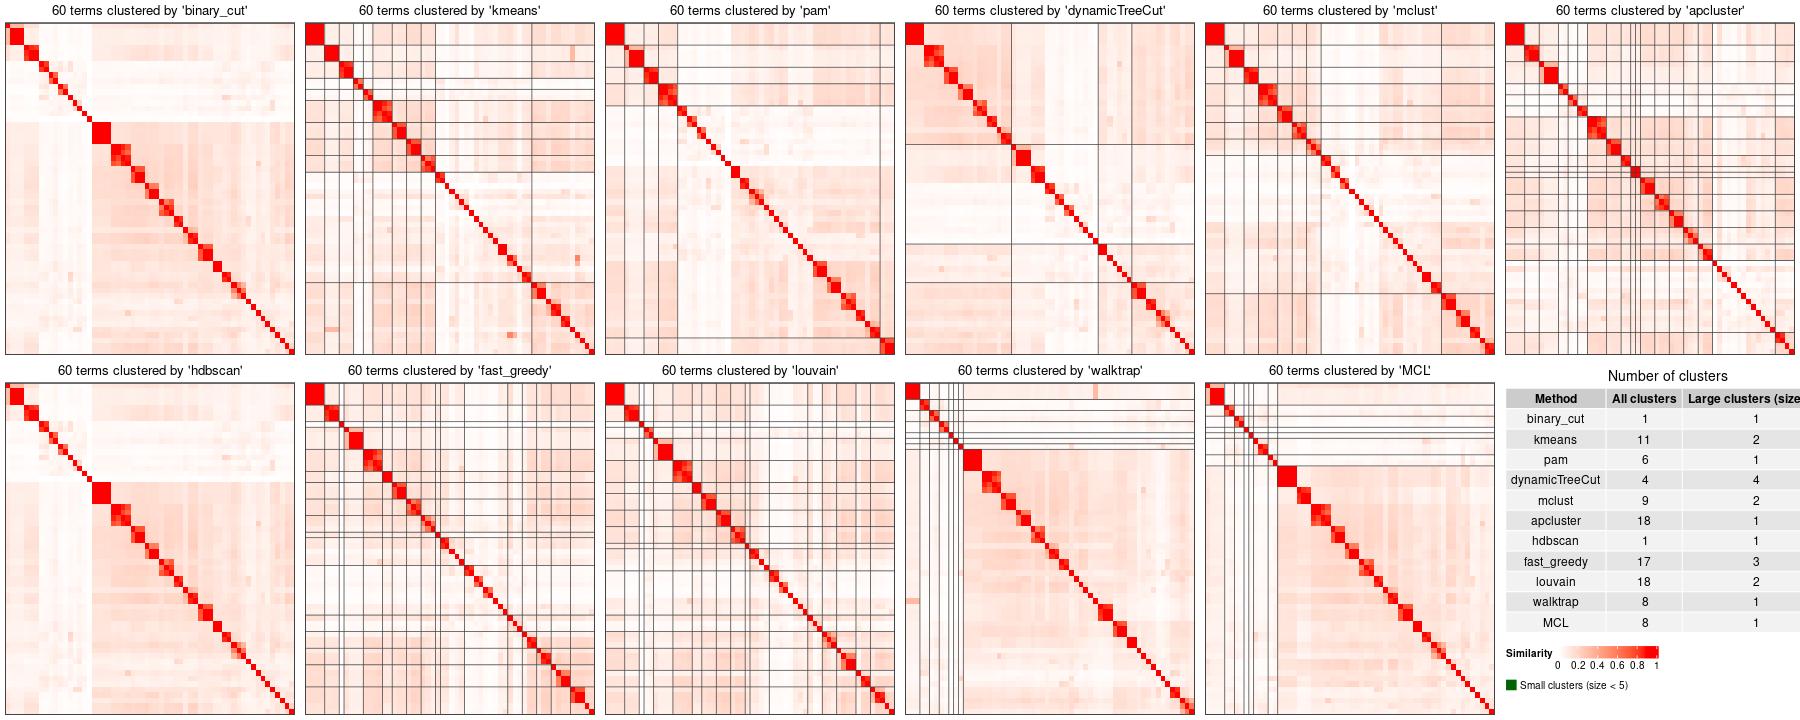 60 terms clustered by 'binary_cut'
60 terms clustered by 'kmeans'
60 terms clustered by 'pam'
60 terms clustered by 'dynamicTreeCut'
60 terms clustered by 'mclust'
60 terms clustered by 'apcluster'
60 terms clustered by 'hdbscan'
60 terms clustered by 'fast_greedy'
60 terms clustered by 'louvain'
60 terms clustered by 'walktrap'
60 terms clustered by 'MCL'
Number of clusters
Method All clusters Large clusters (size
binary_cut 1 1
kmeans 11 2
pam 6 1
dynamicTreeCut 4 4
mclust 9 2
apcluster 18 1
hdbscan 1 1
fast_greedy 17 3
louvain 18 2
walktrap 8 1
MCL 8 1
Similarity
0 0.2 0.4 0.6 0.8 1
Small clusters (size < 5)